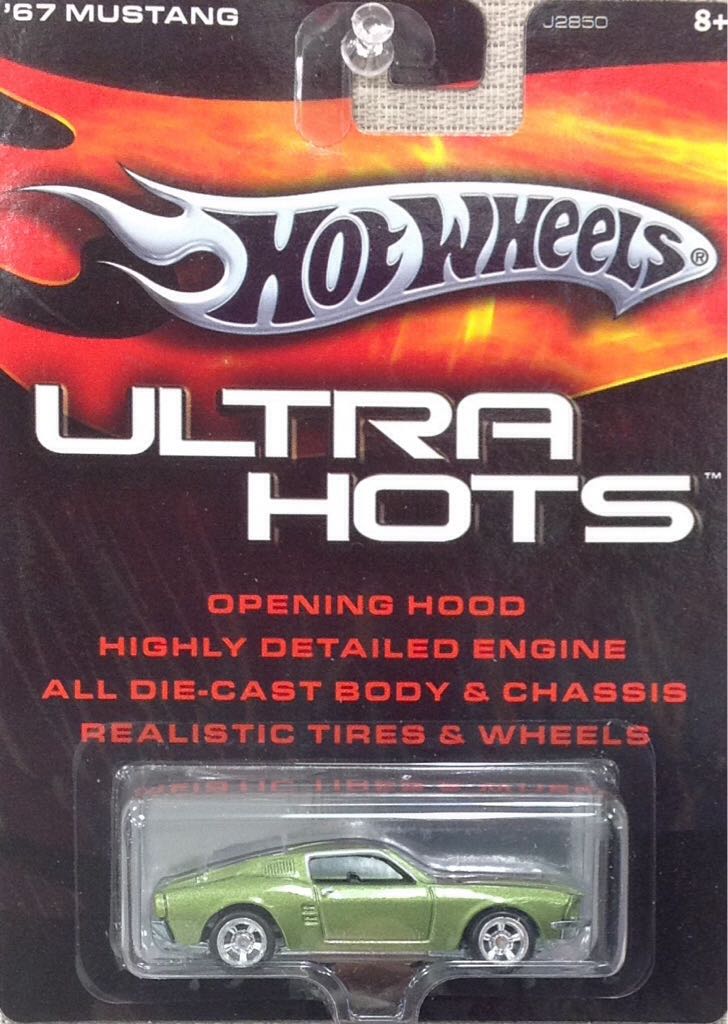 '67 MUSTANG
J2850
8+
HOT WHEELS®
ULTRA
HOTS™
OPENING HOOD
HIGHLY DETAILED ENGINE
ALL DIE-CAST BODY & CHASSIS
REALISTIC TIRES & WHEELS